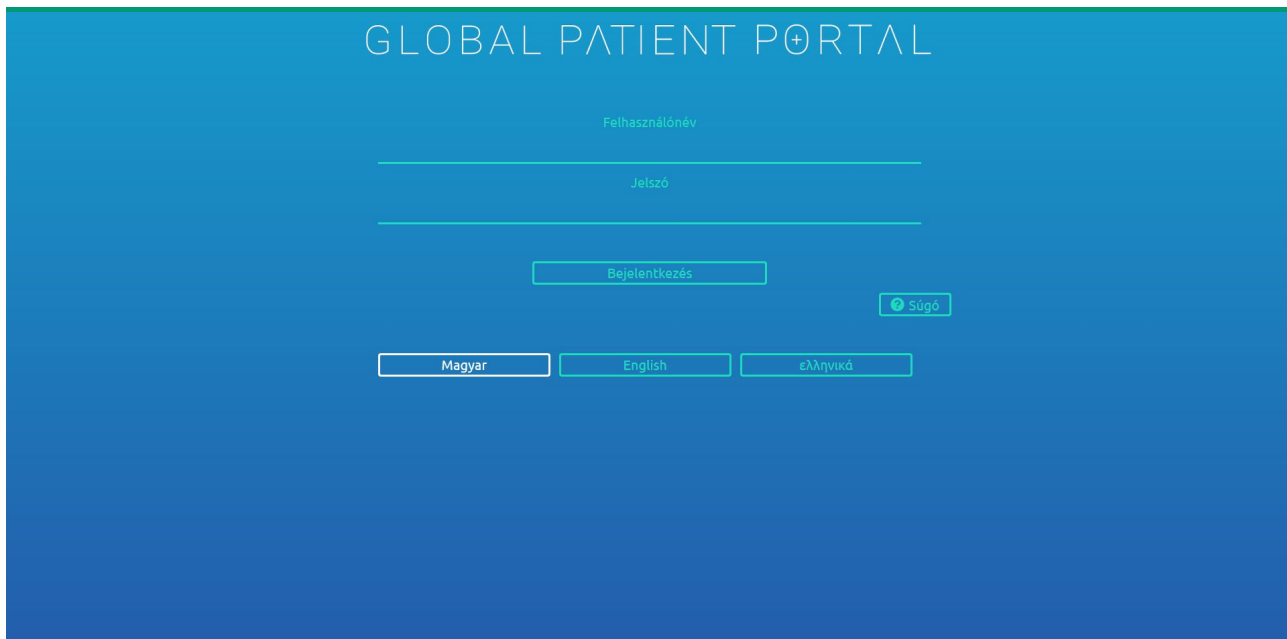 GLOBAL PATIENT PORTAL
Felhasználónév
Jelszó
Bejelentkezés
? Súgó
Magyar English ελληνικά